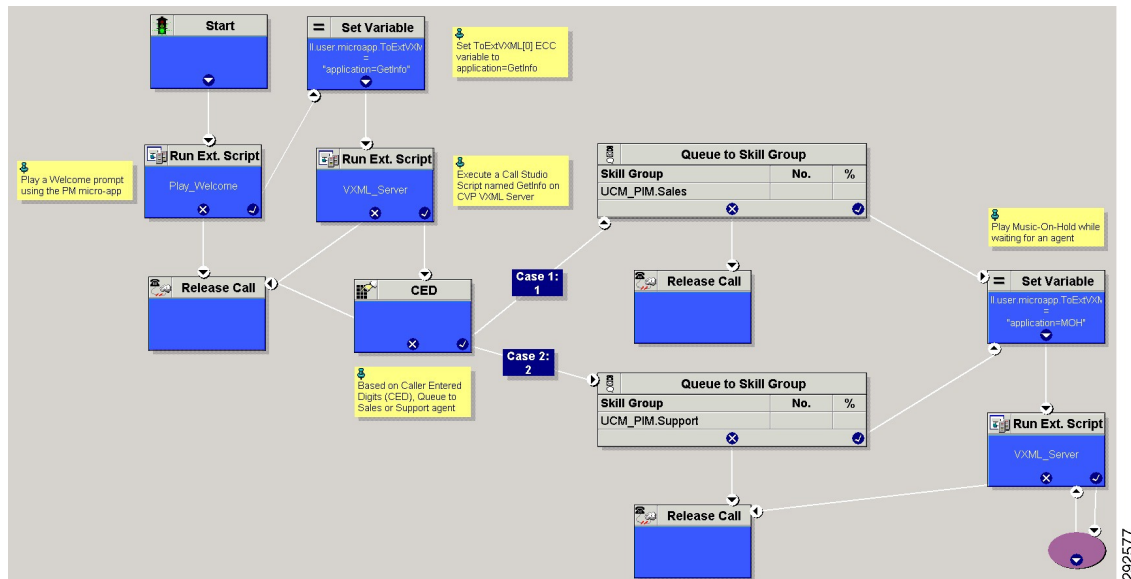 Start
Set Variable
ll.user.microapp.ToExtVXM
=
"application=GetInfo"
Set ToExtVXML[0] ECC
variable to
application=GetInfo
Run Ext. Script
Play_Welcome
Play a Welcome prompt
using the PM micro-app
Run Ext. Script
VXML_Server
Execute a Call Studio
Script named GetInfo on
CVP VXML Server
Release Call
CED
Based on Caller Entered
Digits (CED), Queue to
Sales or Support agent
Case 1:
1
Case 2:
2
Queue to Skill Group
Skill Group No. %
UCM_PIM.Sales
Release Call
Queue to Skill Group
Skill Group No. %
UCM_PIM.Support
Release Call
Play Music-On-Hold while
waiting for an agent
Set Variable
ll.user.microapp.ToExtVXM
=
"application=MOH"
Run Ext. Script
VXML_Server
292577